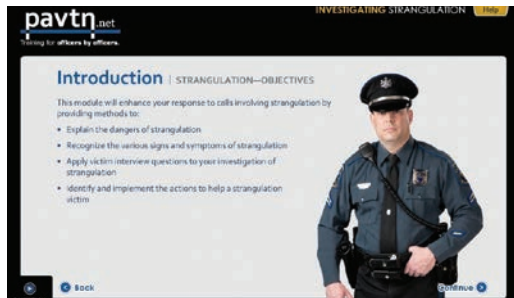 pavtn.net
Training for officers by officers.
INVESTIGATING STRANGULATION
Help
Introduction | STRANGULATION—OBJECTIVES
This module will enhance your response to calls involving strangulation by
providing methods to:
• Explain the dangers of strangulation
• Recognize the various signs and symptoms of strangulation
• Apply victim interview questions to your investigation of
strangulation
• Identify and implement the actions to help a strangulation
victim
Back
Continue